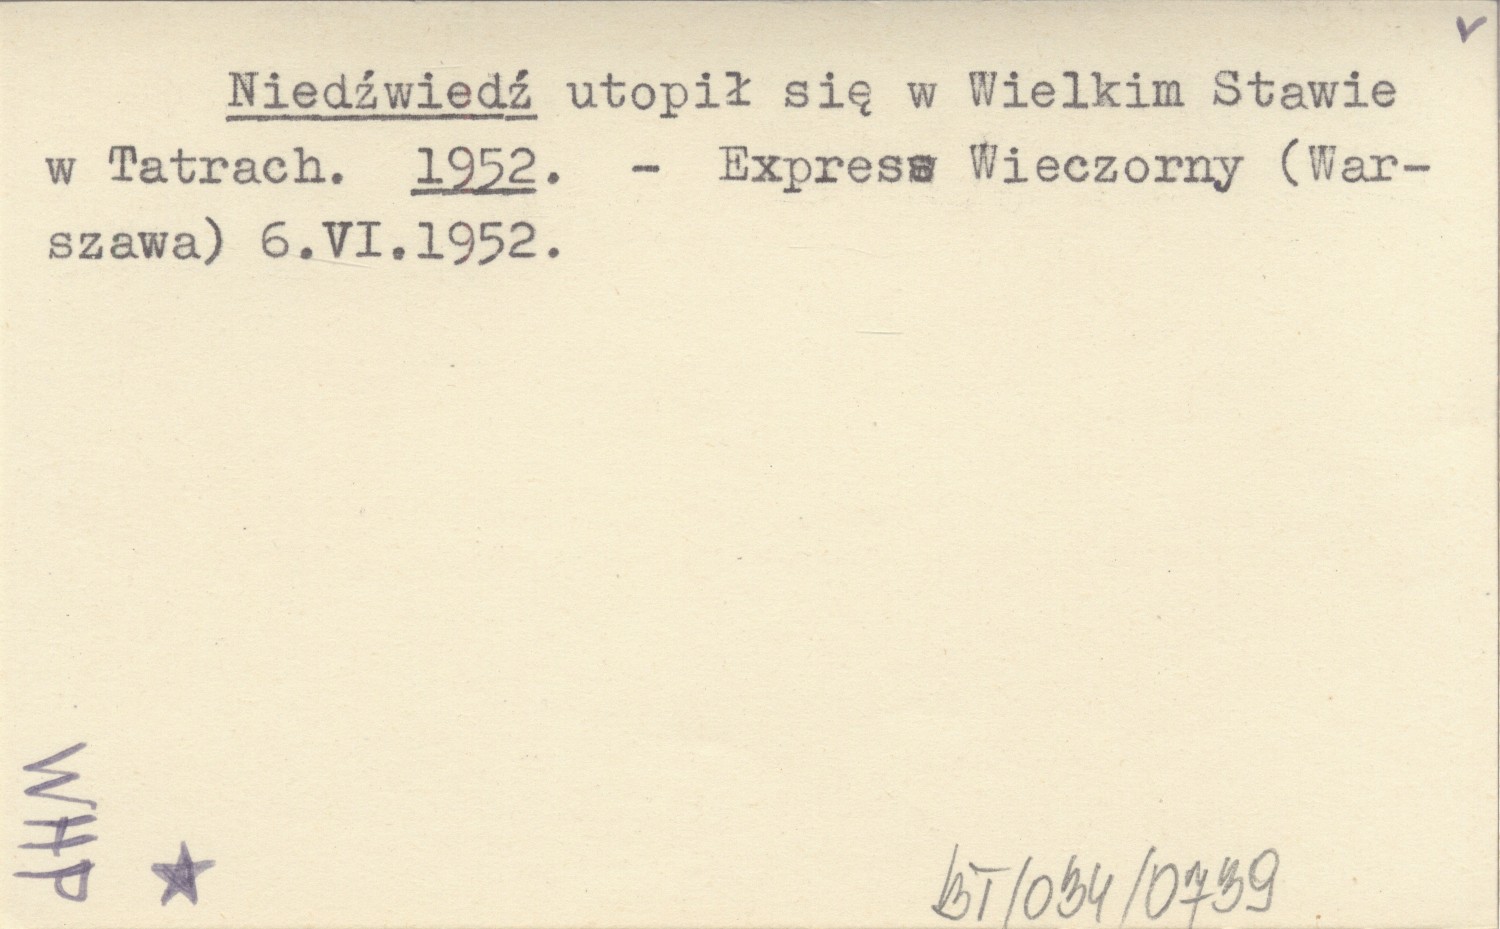 Niedźwiedź utopił się w Wielkim Stawie
w Tatrach. 1952. - Express Wieczorny (War-
szawa) 6.VI.1952.
WHP
BT/034/0739